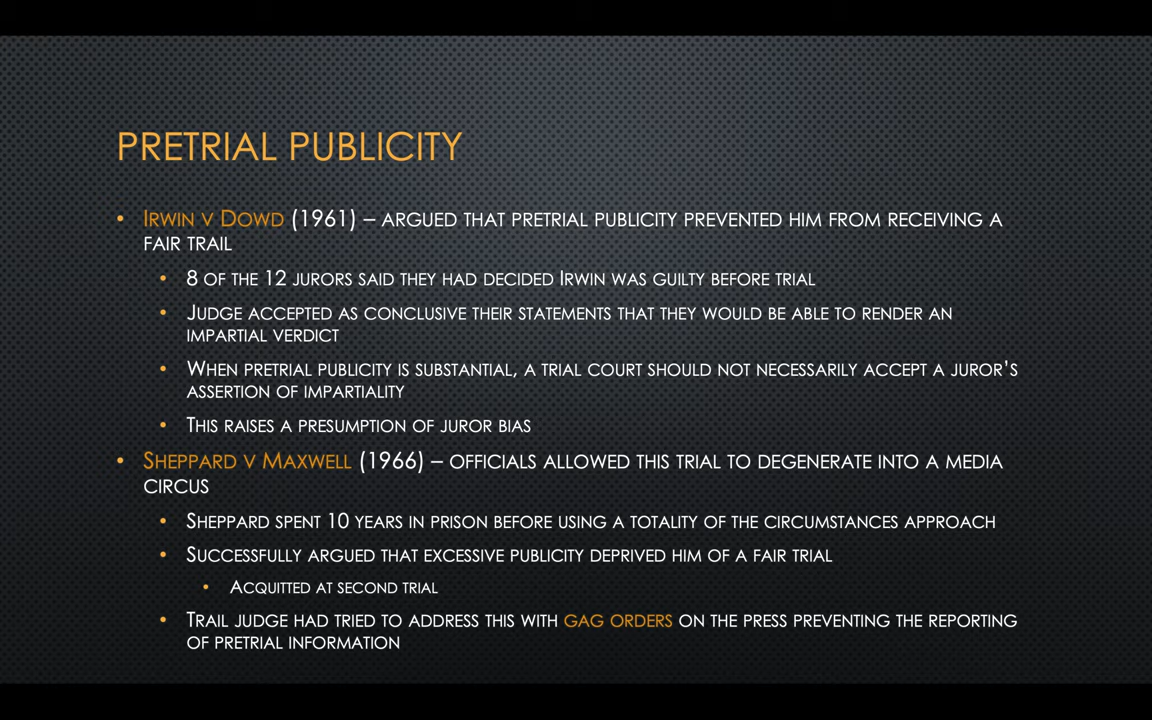 PRETRIAL PUBLICITY
• IRWIN V DOWD (1961) – ARGUED THAT PRETRIAL PUBLICITY PREVENTED HIM FROM RECEIVING A
FAIR TRAIL
• 8 OF THE 12 JURORS SAID THEY HAD DECIDED IRWIN WAS GUILTY BEFORE TRIAL
• JUDGE ACCEPTED AS CONCLUSIVE THEIR STATEMENTS THAT THEY WOULD BE ABLE TO RENDER AN
IMPARTIAL VERDICT
• WHEN PRETRIAL PUBLICITY IS SUBSTANTIAL, A TRIAL COURT SHOULD NOT NECESSARILY ACCEPT A JUROR'S
ASSERTION OF IMPARTIALITY
• THIS RAISES A PRESUMPTION OF JUROR BIAS
• SHEPPARD V MAXWELL (1966) – OFFICIALS ALLOWED THIS TRIAL TO DEGENERATE INTO A MEDIA
CIRCUS
• SHEPPARD SPENT 10 YEARS IN PRISON BEFORE USING A TOTALITY OF THE CIRCUMSTANCES APPROACH
• SUCCESSFULLY ARGUED THAT EXCESSIVE PUBLICITY DEPRIVED HIM OF A FAIR TRIAL
• ACQUITTED AT SECOND TRIAL
• TRAIL JUDGE HAD TRIED TO ADDRESS THIS WITH GAG ORDERS ON THE PRESS PREVENTING THE REPORTING
OF PRETRIAL INFORMATION